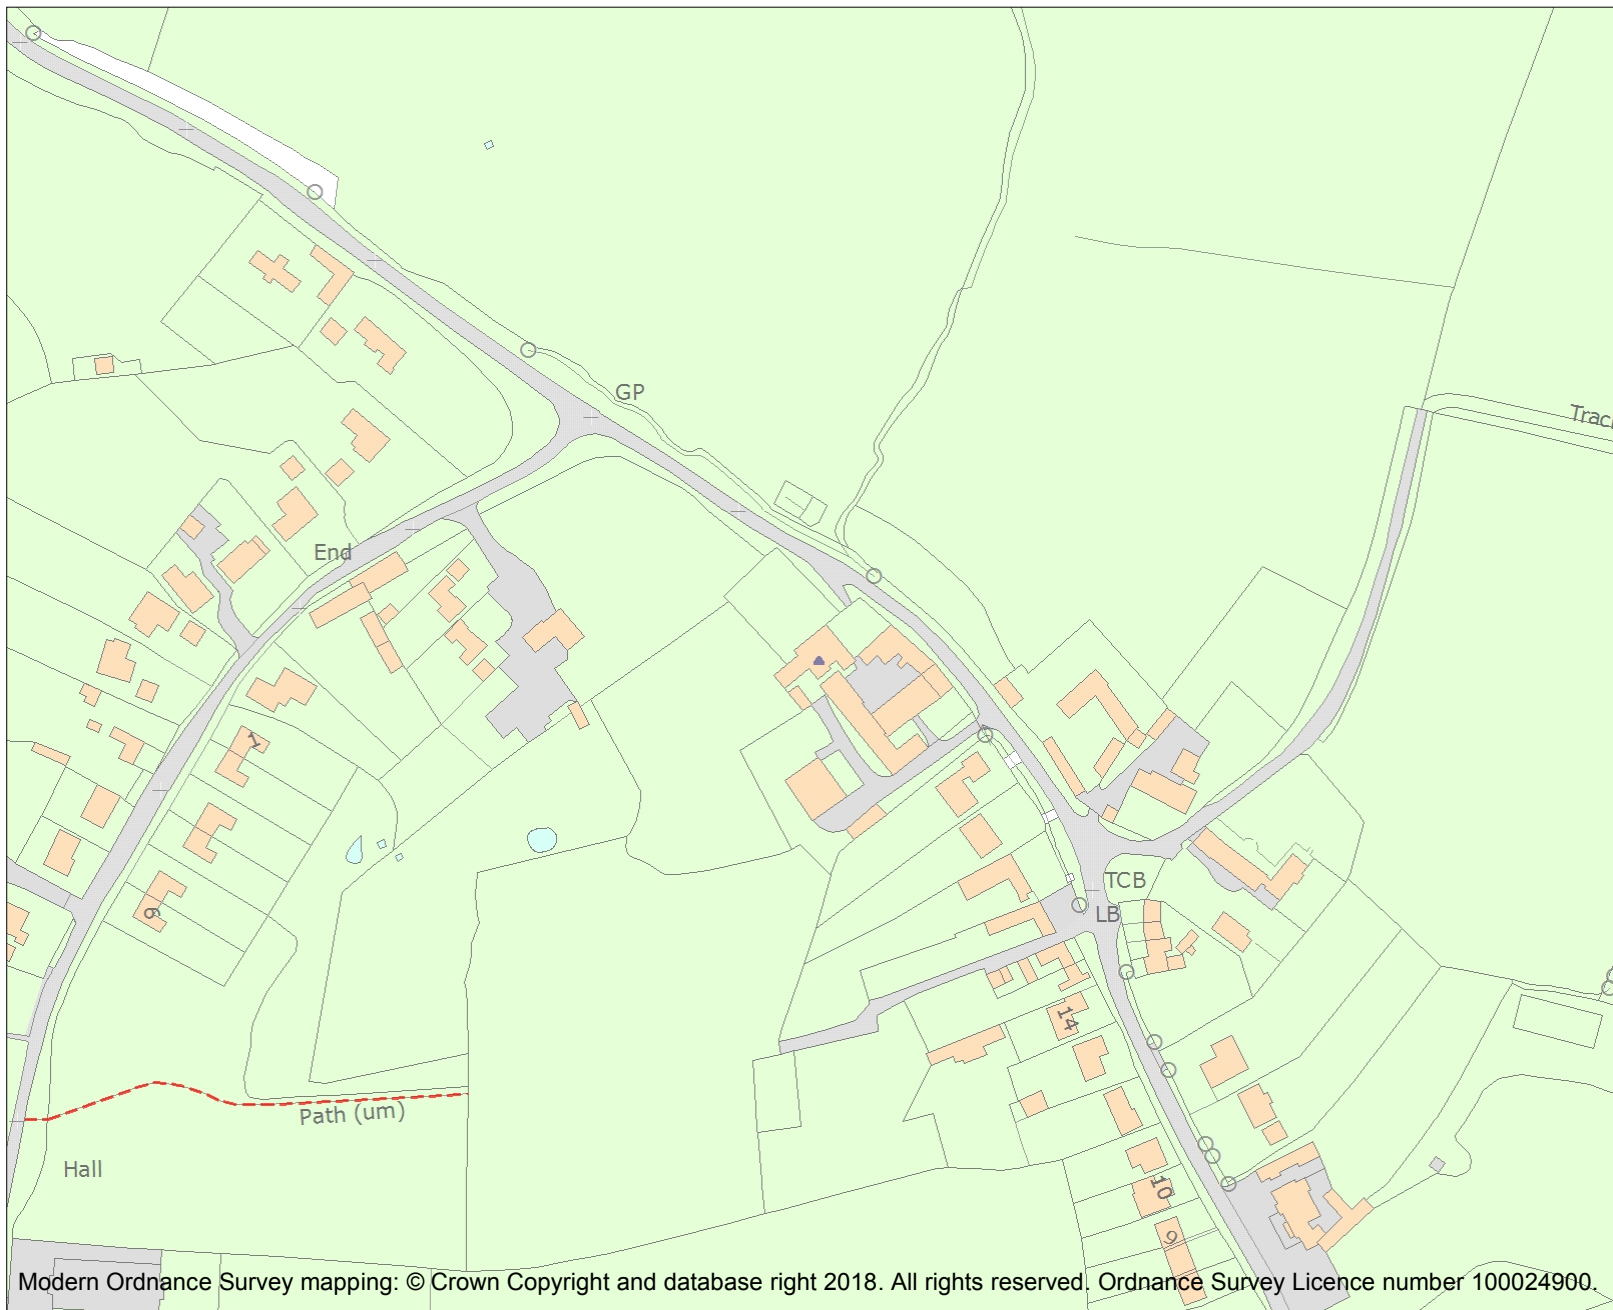 GP
Trac
End
1
TCB
6
LB
14
Path (um)
Hall
10
9
Modern Ordnance Survey mapping: © Crown Copyright and database right 2018. All rights reserved. Ordnance Survey Licence number 100024900.